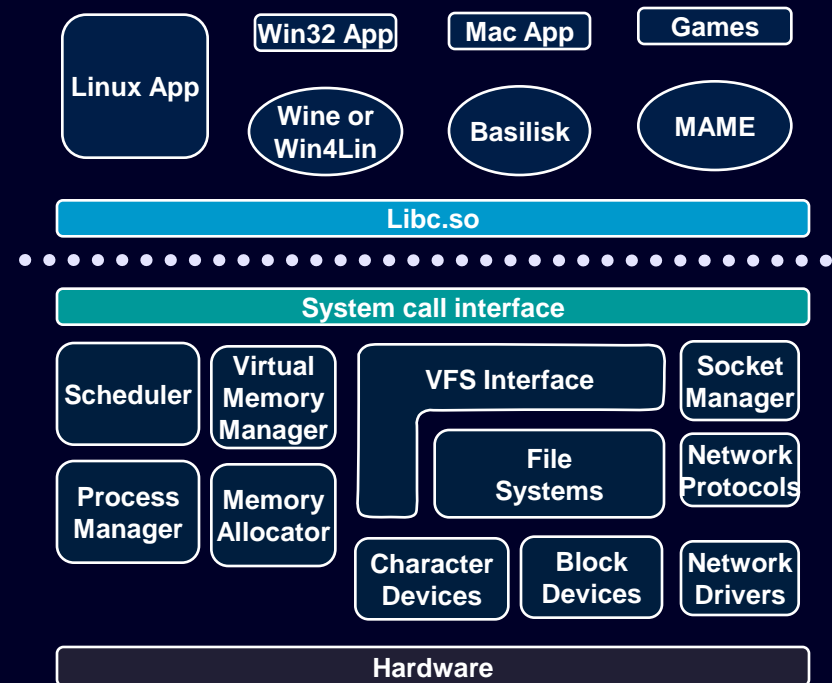 Linux App
Win32 App
Mac App
Games
Wine or
Win4Lin
Basilisk
MAME
Libc.so
System call interface
Scheduler
Virtual
Memory
Manager
VFS Interface
Socket
Manager
File
Systems
Network
Protocols
Process
Manager
Memory
Allocator
Character
Devices
Block
Devices
Network
Drivers
Hardware